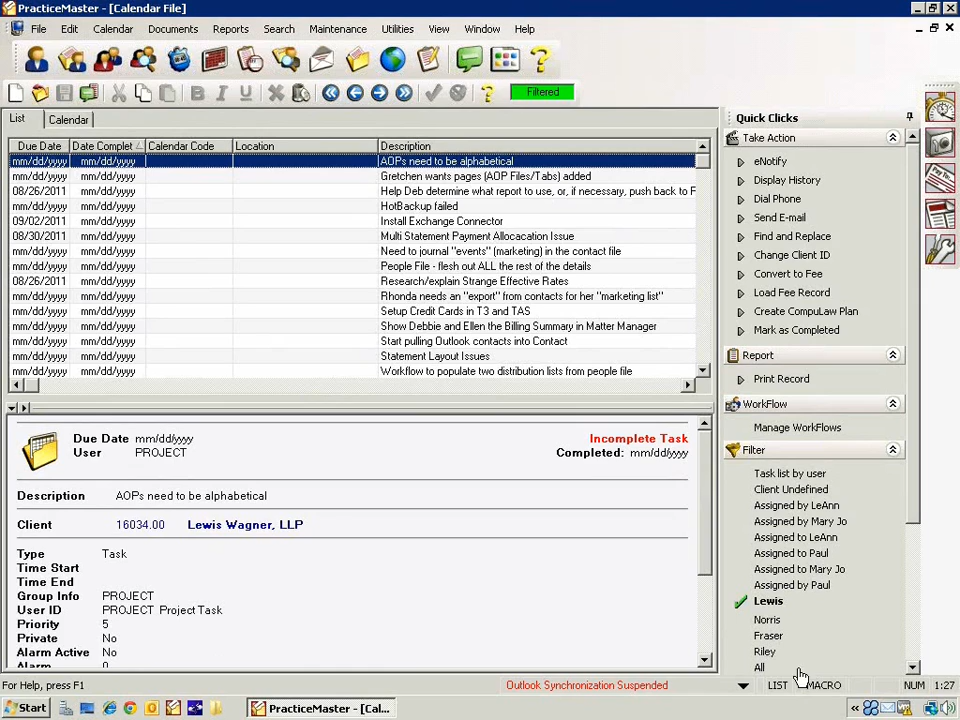 PracticeMaster - [Calendar File]
File Edit Calendar Documents Reports Search Maintenance Utilities View Window Help
B I U Filtered
List Calendar
Due Date Date Complet Calendar Code Location Description
mm/dd/yyyy mm/dd/yyyy AOPs need to be alphabetical
mm/dd/yyyy mm/dd/yyyy Gretchen wants pages (AOP Files/Tabs) added
08/26/2011 mm/dd/yyyy Help Deb determine what report to use, or, if necessary, push back to F
mm/dd/yyyy mm/dd/yyyy HotBackup failed
09/02/2011 mm/dd/yyyy Install Exchange Connector
08/30/2011 mm/dd/yyyy Multi Statement Payment Allocacation Issue
mm/dd/yyyy mm/dd/yyyy Need to journal "events" (marketing) in the contact file
mm/dd/yyyy mm/dd/yyyy People File - flesh out ALL the rest of the details
08/26/2011 mm/dd/yyyy Research/explain Strange Effective Rates
mm/dd/yyyy mm/dd/yyyy Rhonda needs an "export" from contacts for her "marketing list"
mm/dd/yyyy mm/dd/yyyy Setup Credit Cards in T3 and TAS
mm/dd/yyyy mm/dd/yyyy Show Debbie and Ellen the Billing Summary in Matter Manager
mm/dd/yyyy mm/dd/yyyy Start pulling Outlook contacts into Contact
mm/dd/yyyy mm/dd/yyyy Statement Layout Issues
mm/dd/yyyy mm/dd/yyyy Workflow to populate two distribution lists from people file
Due Date mm/dd/yyyy Incomplete Task
User PROJECT Completed: mm/dd/yyyy
Description AOPs need to be alphabetical
Client 16034.00 Lewis Wagner, LLP
Type Task
Time Start
Time End
Group Info PROJECT
User ID PROJECT Project Task
Priority 5
Private No
Alarm Active No
Alarm 0
Quick Clicks
Take Action
eNotify
Display History
Dial Phone
Send E-mail
Find and Replace
Change Client ID
Convert to Fee
Load Fee Record
Create CompuLaw Plan
Mark as Completed
Report
Print Record
WorkFlow
Manage WorkFlows
Filter
Task list by user
Client Undefined
Assigned by LeAnn
Assigned by Mary Jo
Assigned to LeAnn
Assigned to Paul
Assigned to Mary Jo
Assigned by Paul
Lewis
Norris
Fraser
Riley
All
For Help, press F1 Outlook Synchronization Suspended LIST MACRO NUM 1:27
Start PracticeMaster - [Cal...